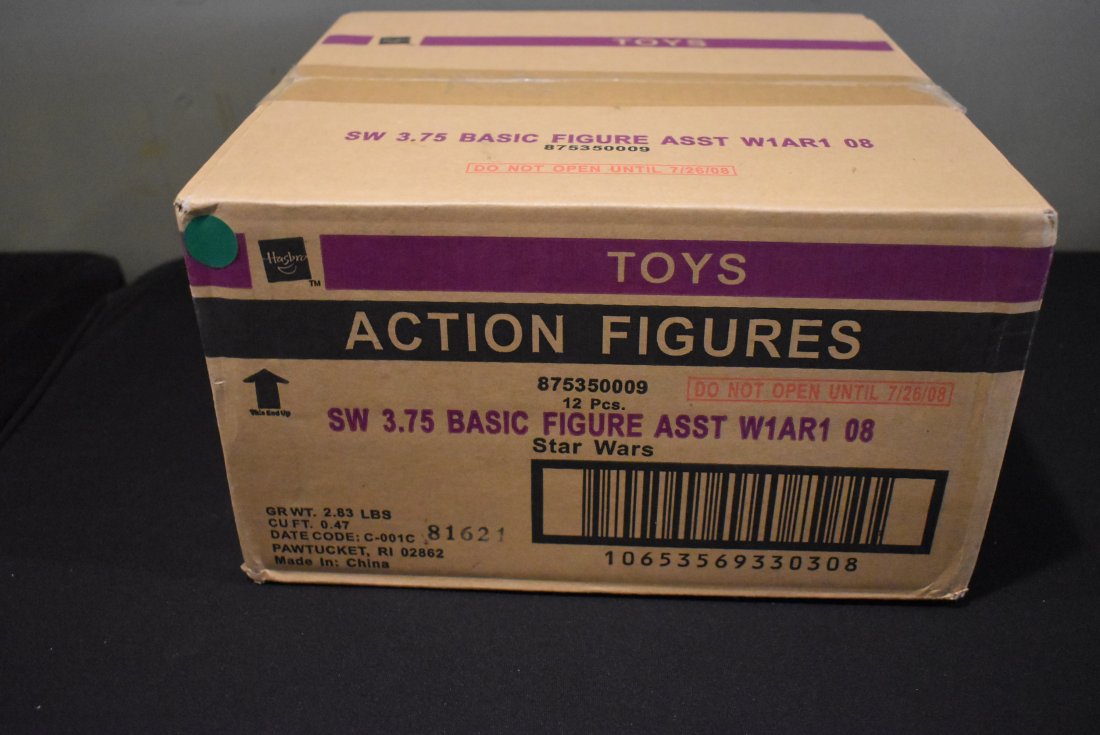 TOYS
SW 3.75 BASIC FIGURE ASST W1AR1 08
875350009
DO NOT OPEN UNTIL 7/26/08
Hasbro
TM
TOYS
ACTION FIGURES
This End Up
875350009
DO NOT OPEN UNTIL 7/26/08
12 Pcs.
SW 3.75 BASIC FIGURE ASST W1AR1 08
Star Wars
GR WT. 2.83 LBS
CU FT. 0.47
DATE CODE: C-001C 81621
PAWTUCKET, RI 02862
Made In: China
10653569330308